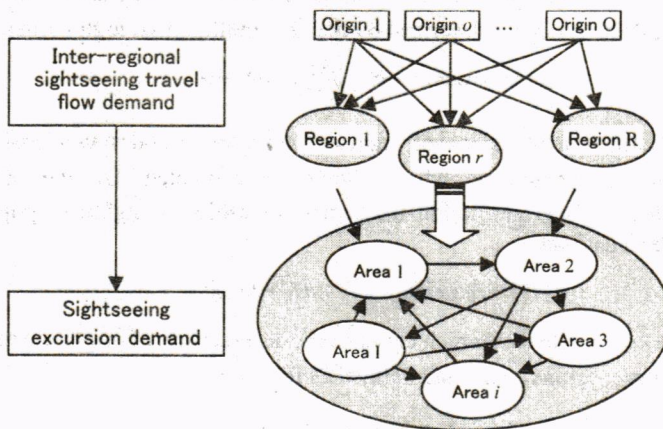 Origin 1 Origin o ... Origin O
Inter-regional
sightseeing travel
flow demand
Region 1
Region r
Region R
Area 1
Area 2
Sightseeing
excursion demand
Area 1
Area 3
Area i